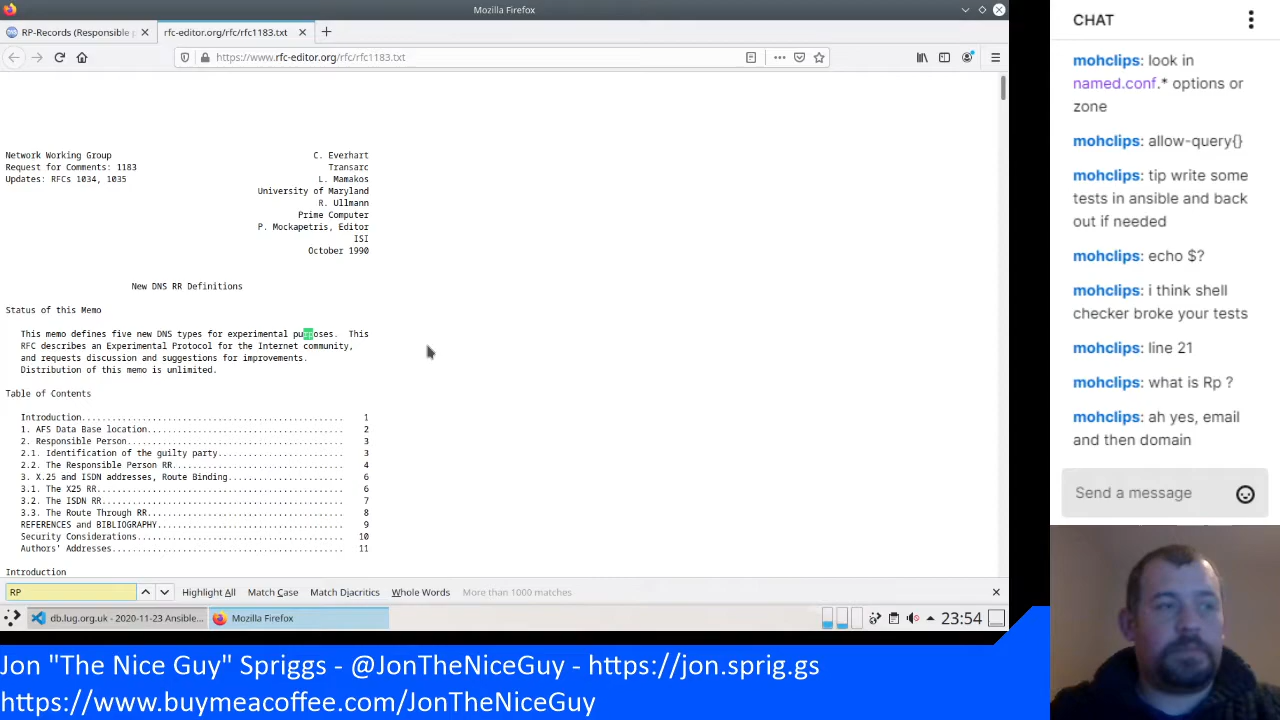 Mozilla Firefox
RP-Records (Responsible p
rfc-editor.org/rfc/rfc1183.txt
https://www.rfc-editor.org/rfc/rfc1183.txt
Network Working Group C. Everhart
Request for Comments: 1183 Transarc
Updates: RFCs 1034, 1035 L. Mamakos
University of Maryland
R. Ullmann
Prime Computer
P. Mockapetris, Editor
ISI
October 1990
New DNS RR Definitions
Status of this Memo
This memo defines five new DNS types for experimental purposes. This
RFC describes an Experimental Protocol for the Internet community,
and requests discussion and suggestions for improvements.
Distribution of this memo is unlimited.
Table of Contents
Introduction.................................................... 1
1. AFS Data Base location....................................... 2
2. Responsible Person........................................... 3
2.1. Identification of the guilty party......................... 3
2.2. The Responsible Person RR.................................. 4
3. X.25 and ISDN addresses, Route Binding....................... 6
3.1. The X25 RR................................................. 6
3.2. The ISDN RR................................................ 7
3.3. The Route Through RR....................................... 8
REFERENCES and BIBLIOGRAPHY..................................... 9
Security Considerations......................................... 10
Authors' Addresses.............................................. 11
Introduction
RP Highlight All Match Case Match Diacritics Whole Words More than 1000 matches
db.lug.org.uk - 2020-11-23 Ansible... Mozilla Firefox 23:54
CHAT
mohclips: look in
named.conf.* options or
zone
mohclips: allow-query{}
mohclips: tip write some
tests in ansible and back
out if needed
mohclips: echo $?
mohclips: i think shell
checker broke your tests
mohclips: line 21
mohclips: what is Rp ?
mohclips: ah yes, email
and then domain
Send a message
Jon "The Nice Guy" Spriggs - @JonTheNiceGuy - https://jon.sprig.gs
https://www.buymeacoffee.com/JonTheNiceGuy